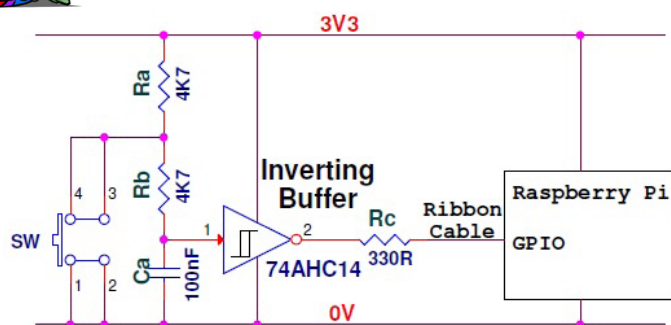 3V3
Ra
4K7
Rb
4K7
4
3
SW
1
2
Ca
100nF
1
Inverting
Buffer
2
74AHC14
Rc
330R
Ribbon
Cable
Raspberry Pi
GPIO
0V